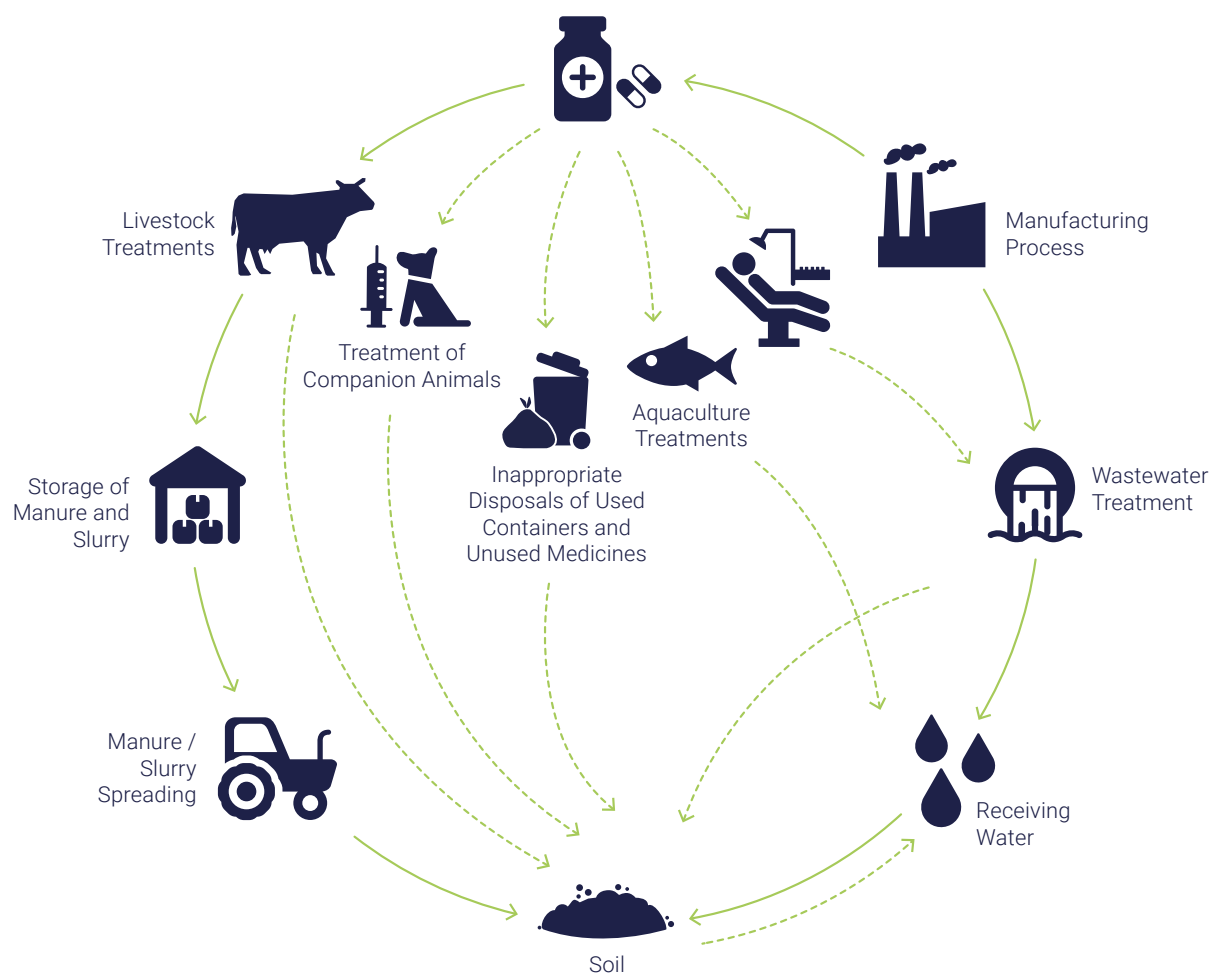 Livestock
Treatments
Manufacturing
Process
Treatment of
Companion Animals
Aquaculture
Treatments
Inappropriate
Disposals of Used
Containers and
Unused Medicines
Storage of
Manure and
Slurry
Wastewater
Treatment
Manure /
Slurry
Spreading
Receiving
Water
Soil